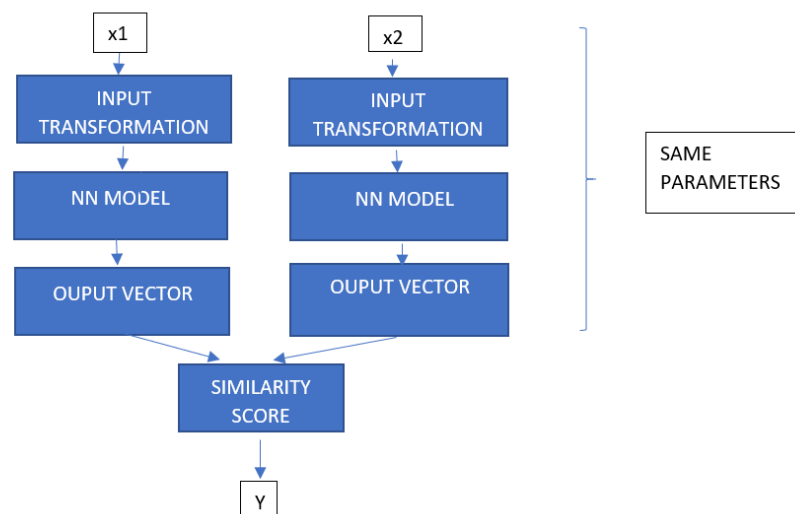 x1
x2
INPUT
TRANSFORMATION
INPUT
TRANSFORMATION
NN MODEL
NN MODEL
SAME
PARAMETERS
OUPUT VECTOR
OUPUT VECTOR
SIMILARITY
SCORE
Y